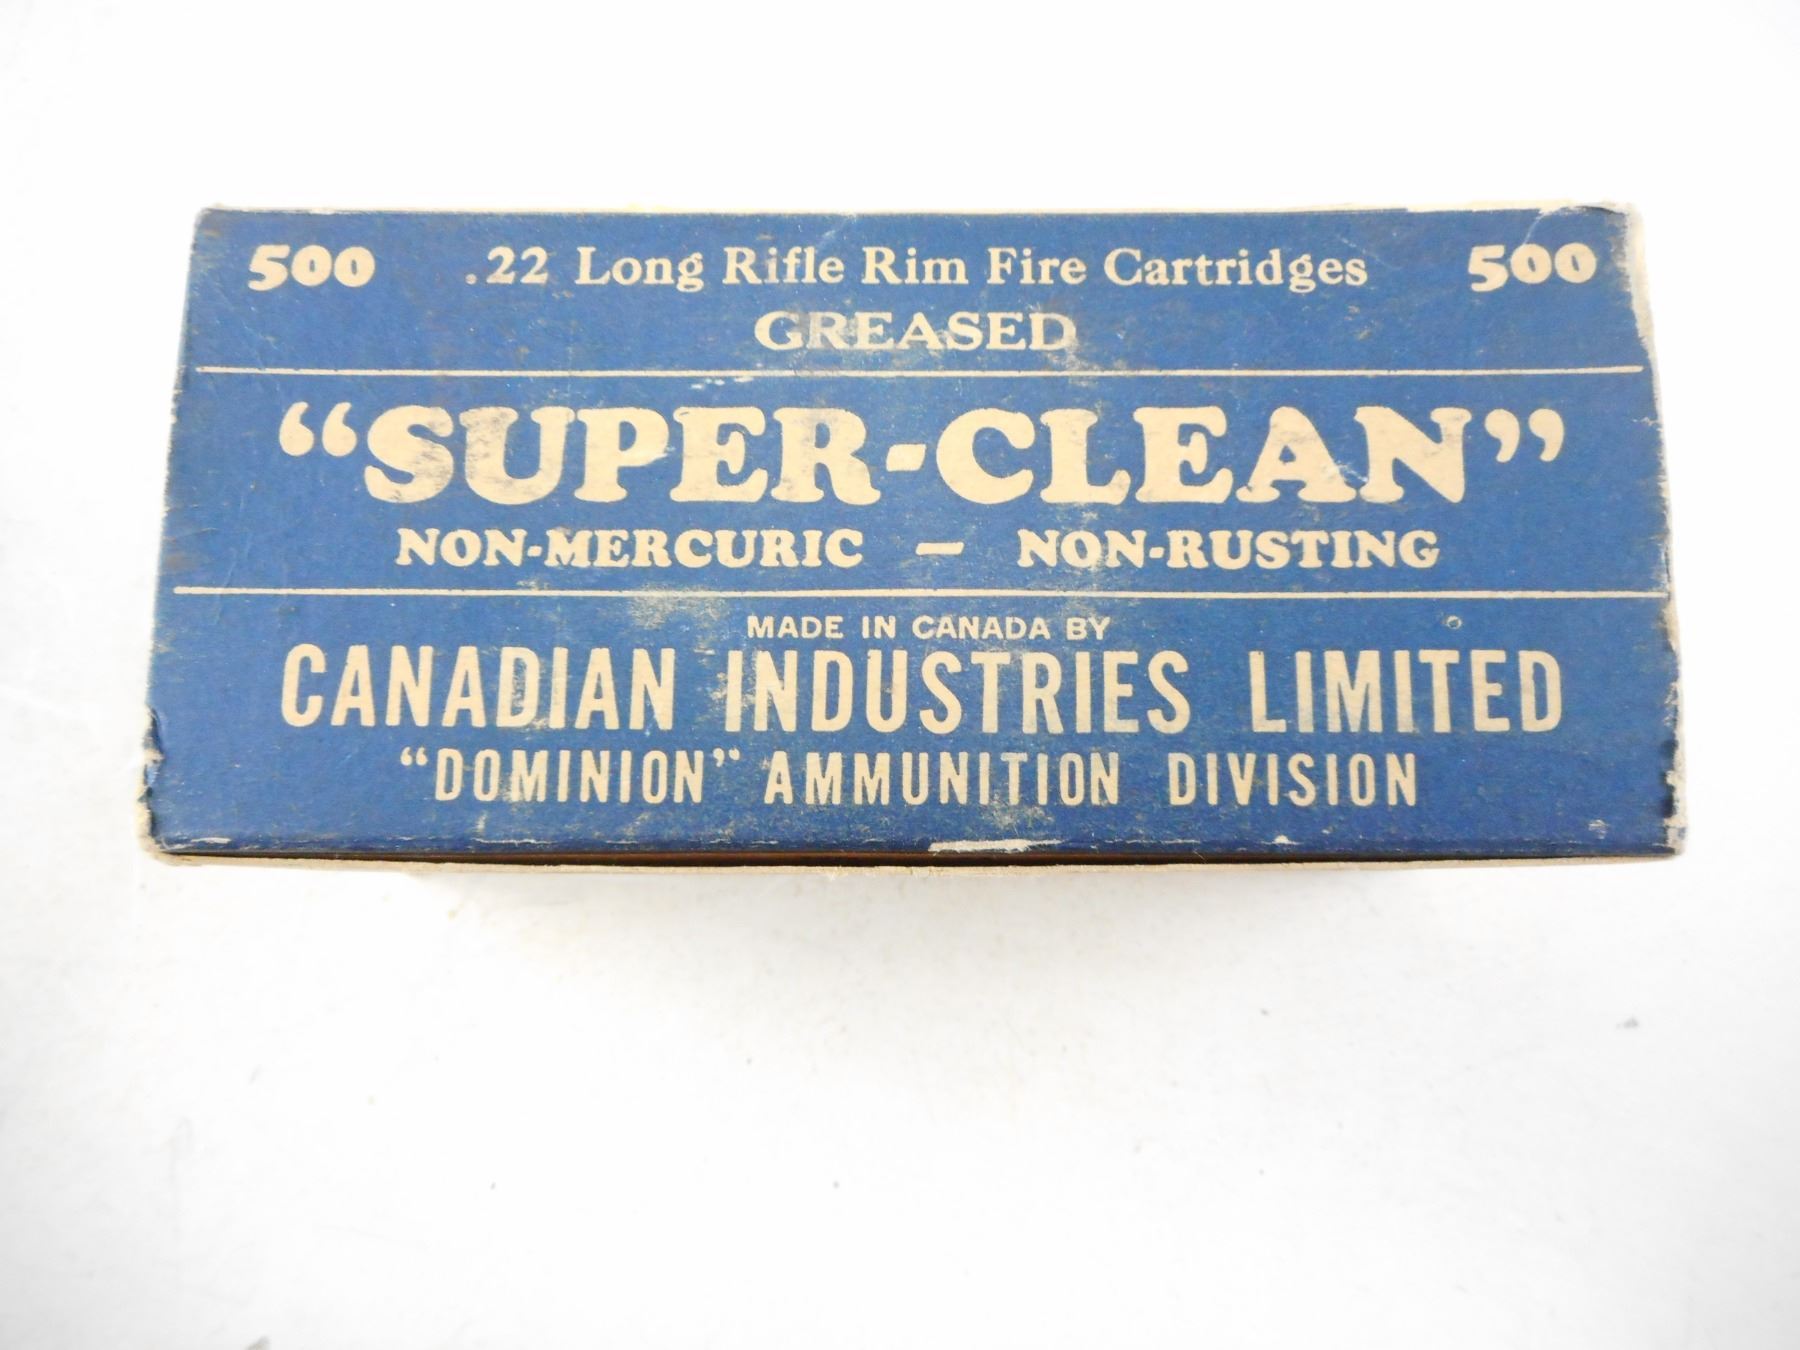 500 .22 Long Rifle Rim Fire Cartridges 500
GREASED
“SUPER-CLEAN”
NON-MERCURIC — NON-RUSTING
MADE IN CANADA BY
CANADIAN INDUSTRIES LIMITED
“DOMINION” AMMUNITION DIVISION